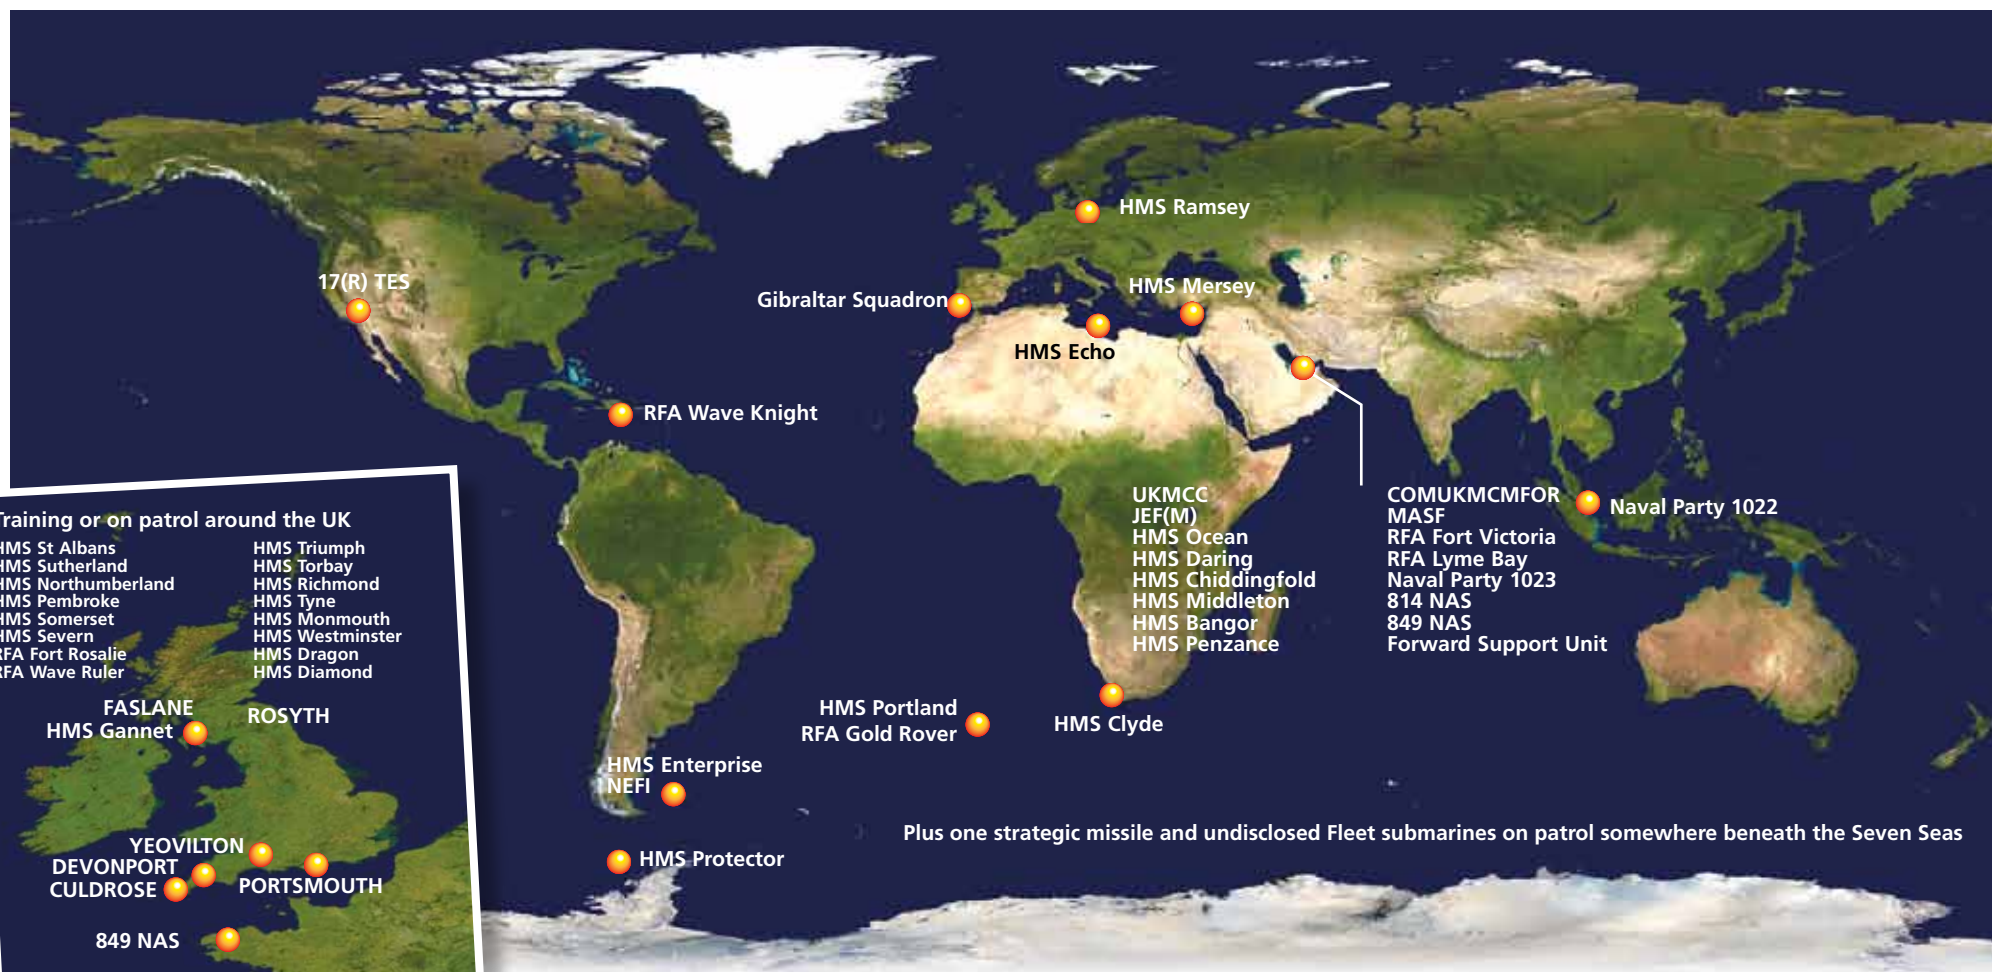 HMS Ramsey
17(R) TES
Gibraltar Squadron
HMS Mersey
HMS Echo
RFA Wave Knight
UKMCC
JEF(M)
HMS Ocean
HMS Daring
HMS Chiddingfold
HMS Middleton
HMS Bangor
HMS Penzance
COMUKMCMFOR
MASF
RFA Fort Victoria
RFA Lyme Bay
Naval Party 1023
814 NAS
849 NAS
Forward Support Unit
Naval Party 1022
HMS Portland
RFA Gold Rover
HMS Clyde
HMS Enterprise
NEFI
HMS Protector
Plus one strategic missile and undisclosed Fleet submarines on patrol somewhere beneath the Seven Seas
Training or on patrol around the UK
HMS St Albans
HMS Sutherland
HMS Northumberland
HMS Pembroke
HMS Somerset
HMS Severn
RFA Fort Rosalie
RFA Wave Ruler
HMS Triumph
HMS Torbay
HMS Richmond
HMS Tyne
HMS Monmouth
HMS Westminster
HMS Dragon
HMS Diamond
FASLANE
HMS Gannet
ROSYTH
YEOVILTON
DEVONPORT
CULDROSE
PORTSMOUTH
849 NAS